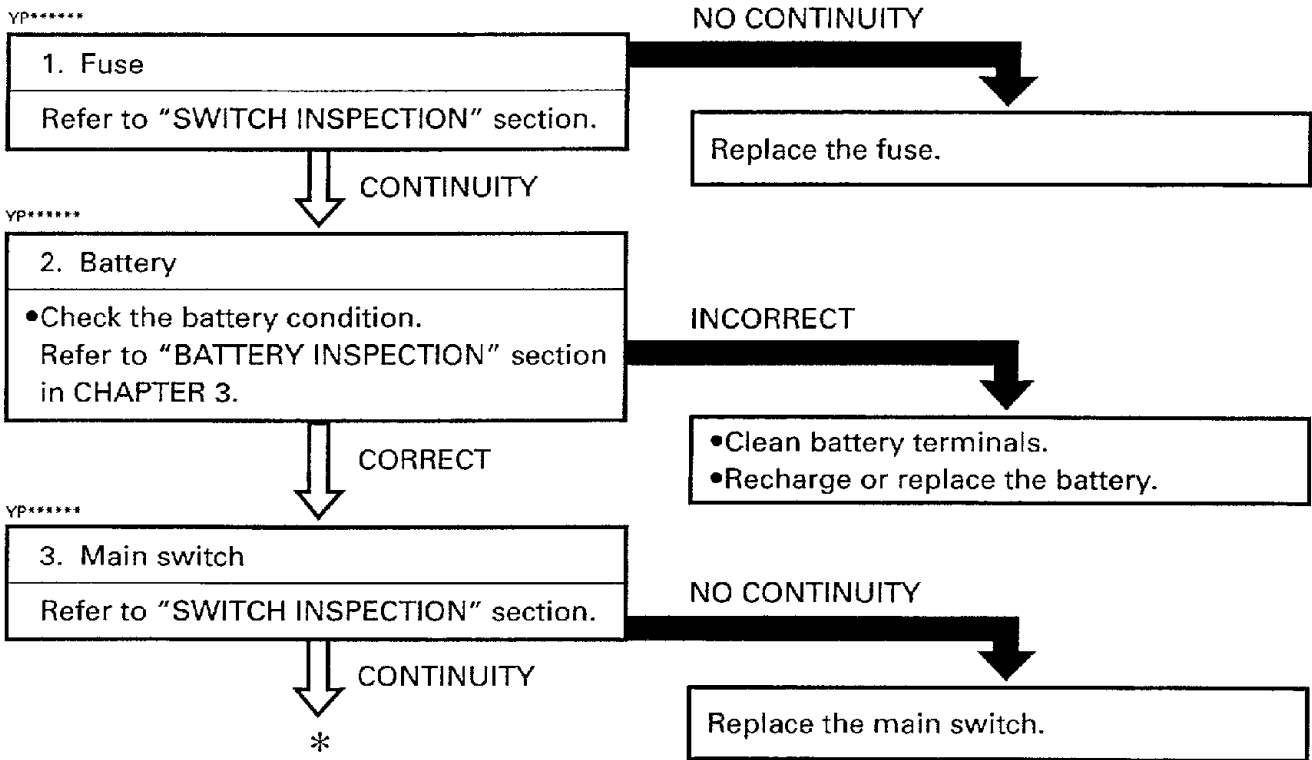 YP******
1. Fuse
Refer to “SWITCH INSPECTION” section.
NO CONTINUITY
Replace the fuse.
CONTINUITY
YP******
2. Battery
•Check the battery condition.
Refer to “BATTERY INSPECTION” section
in CHAPTER 3.
INCORRECT
•Clean battery terminals.
•Recharge or replace the battery.
CORRECT
YP******
3. Main switch
Refer to “SWITCH INSPECTION” section.
NO CONTINUITY
Replace the main switch.
CONTINUITY
*